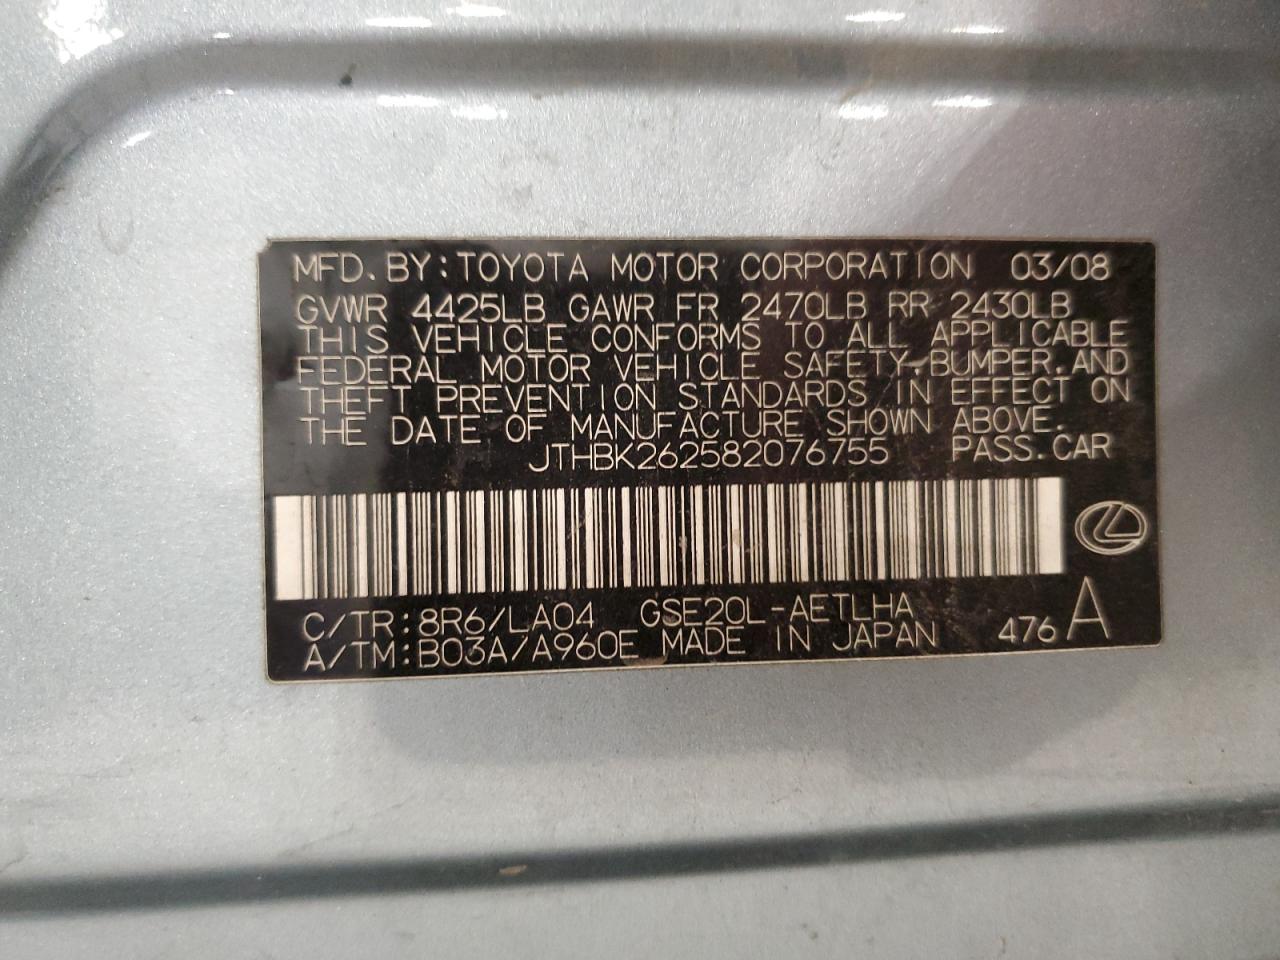 MFD.BY:TOYOTA MOTOR CORPORATION 03/08
GVWR 4425LB GAWR FR 2470LB RR 2430LB
THIS VEHICLE CONFORMS TO ALL APPLICABLE
FEDERAL MOTOR VEHICLE SAFETY,BUMPER,AND
THEFT PREVENTION STANDARDS IN EFFECT ON
THE DATE OF MANUFACTURE SHOWN ABOVE.
JTHBK262582076755 PASS.CAR
C/TR:8R6/LA04 GSE20L-AETLHA
A/TM:B03A/A960E MADE IN JAPAN 476 A